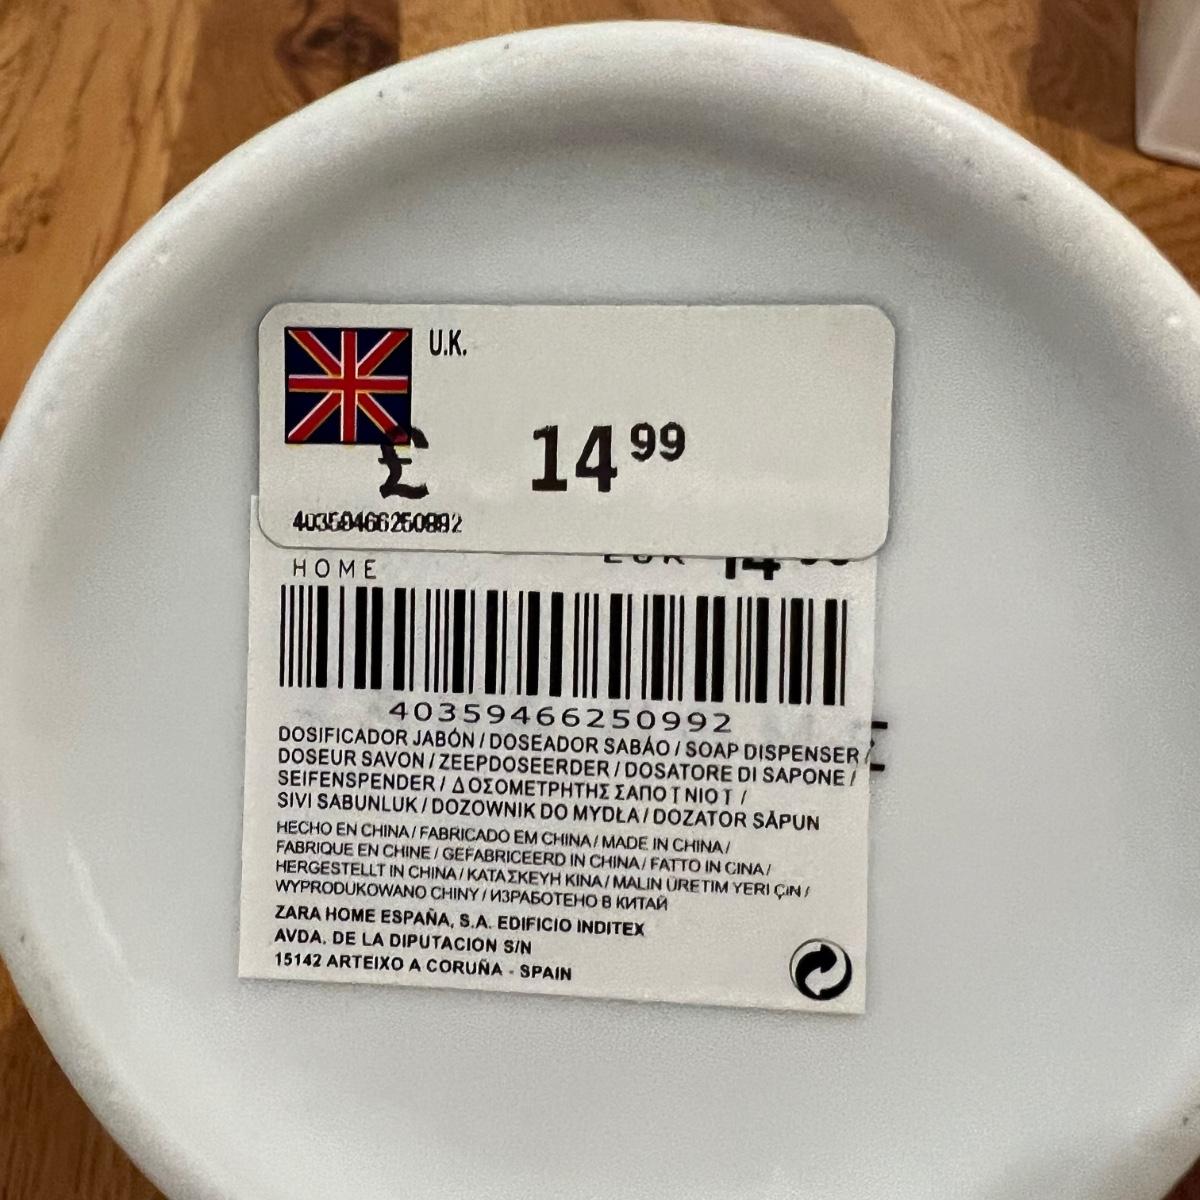 U.K.
£ 14 99
HOME
EUR 14
40359466250992
DOSIFICADOR JABÓN / DOSEADOR SABÃO / SOAP DISPENSER /
DOSEUR SAVON / ZEEPDOSEERDER / DOSATORE DI SAPONE /
SEIFENSPENDER / ΔΟΣΟΜΕΤΡΗΤΗΣ ΣΑΠΟΤΝΙΟΤ /
SIVI SABUNLUK / DOZOWNIK DO MYDŁA / DOZATOR SĂPUN
HECHO EN CHINA / FABRICADO EM CHINA / MADE IN CHINA /
FABRIQUE EN CHINE / GEFABRICEERD IN CHINA / FATTO IN CINA /
HERGESTELLT IN CHINA / ΚΑΤΑΣΚΕΥΗ ΚΙΝΑ / MALIN ÜRETIM YERI ÇIN /
WYPRODUKOWANO CHINY / ИЗРАБОТЕНО В КИТАЙ
ZARA HOME ESPAÑA, S.A. EDIFICIO INDITEX
AVDA. DE LA DIPUTACION S/N
15142 ARTEIXO A CORUÑA - SPAIN